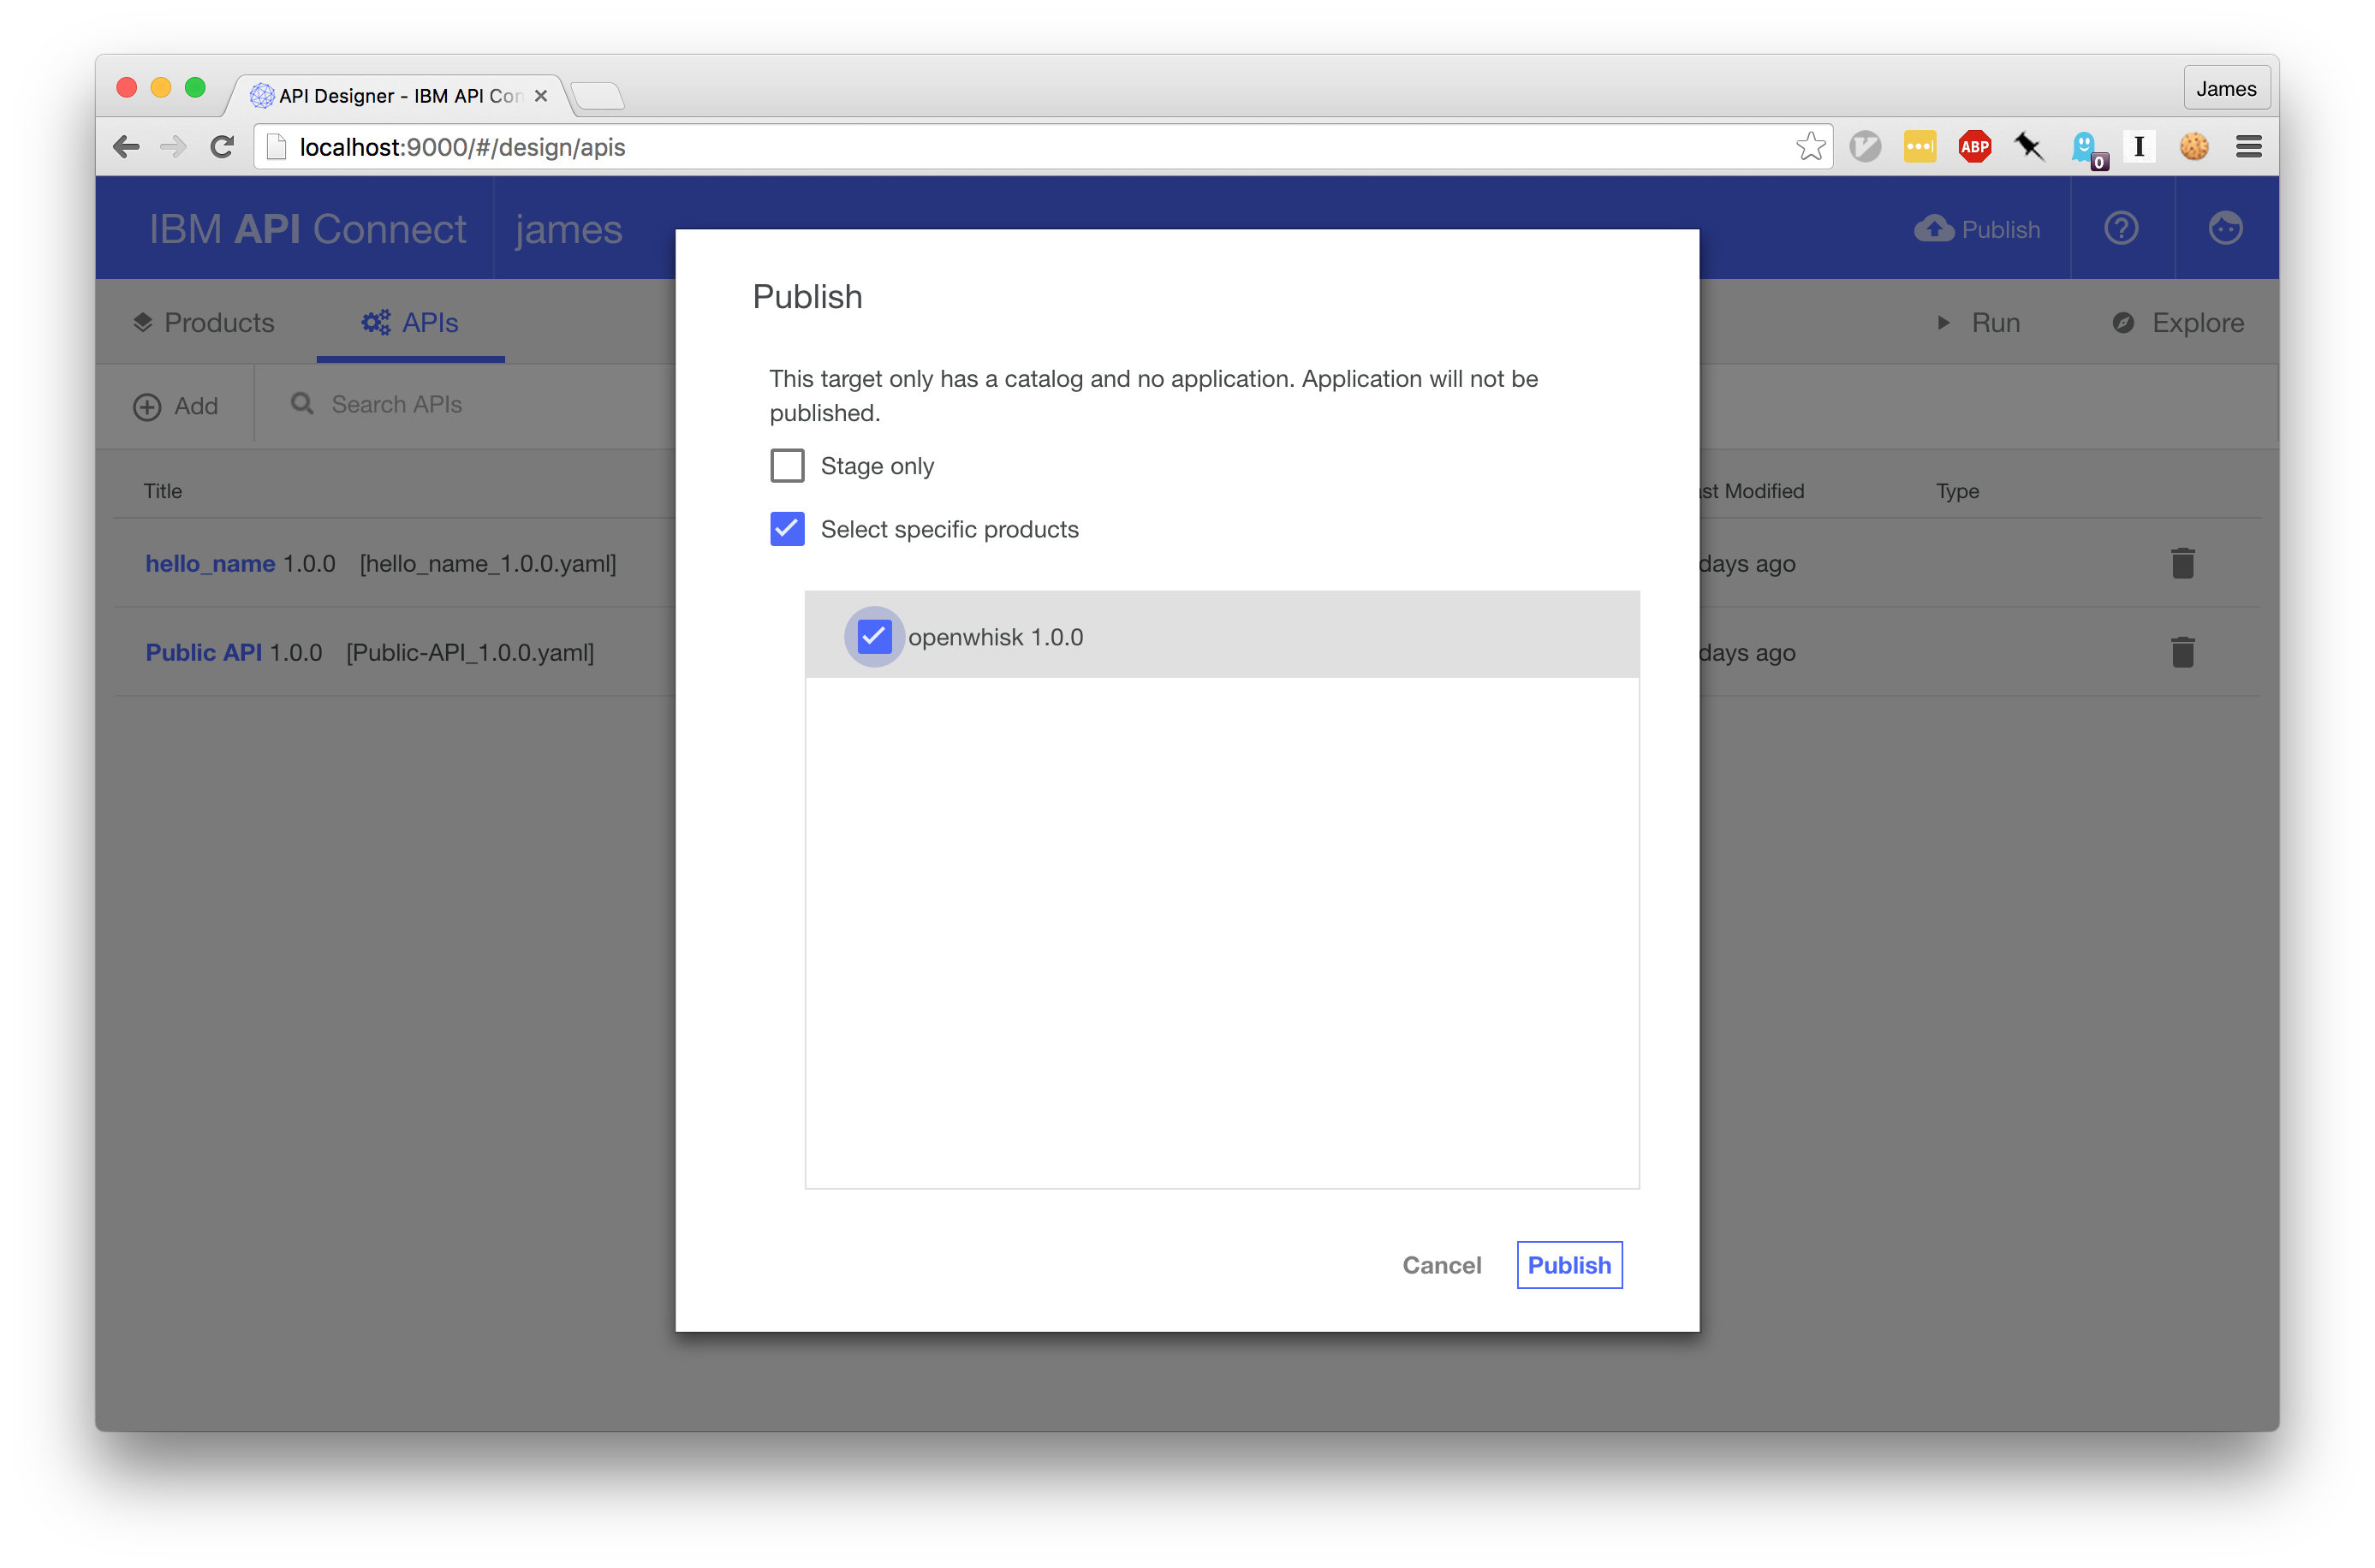 API Designer - IBM API Con
James
localhost:9000/#/design/apis
ABP
0
I
IBM API Connect
james
Publish
?
Products
APIs
Run
Explore
Add
Search APIs
Title
st Modified
Type
hello_name 1.0.0 [hello_name_1.0.0.yaml]
days ago
Public API 1.0.0 [Public-API_1.0.0.yaml]
days ago
Publish
This target only has a catalog and no application. Application will not be
published.
Stage only
Select specific products
openwhisk 1.0.0
Cancel
Publish